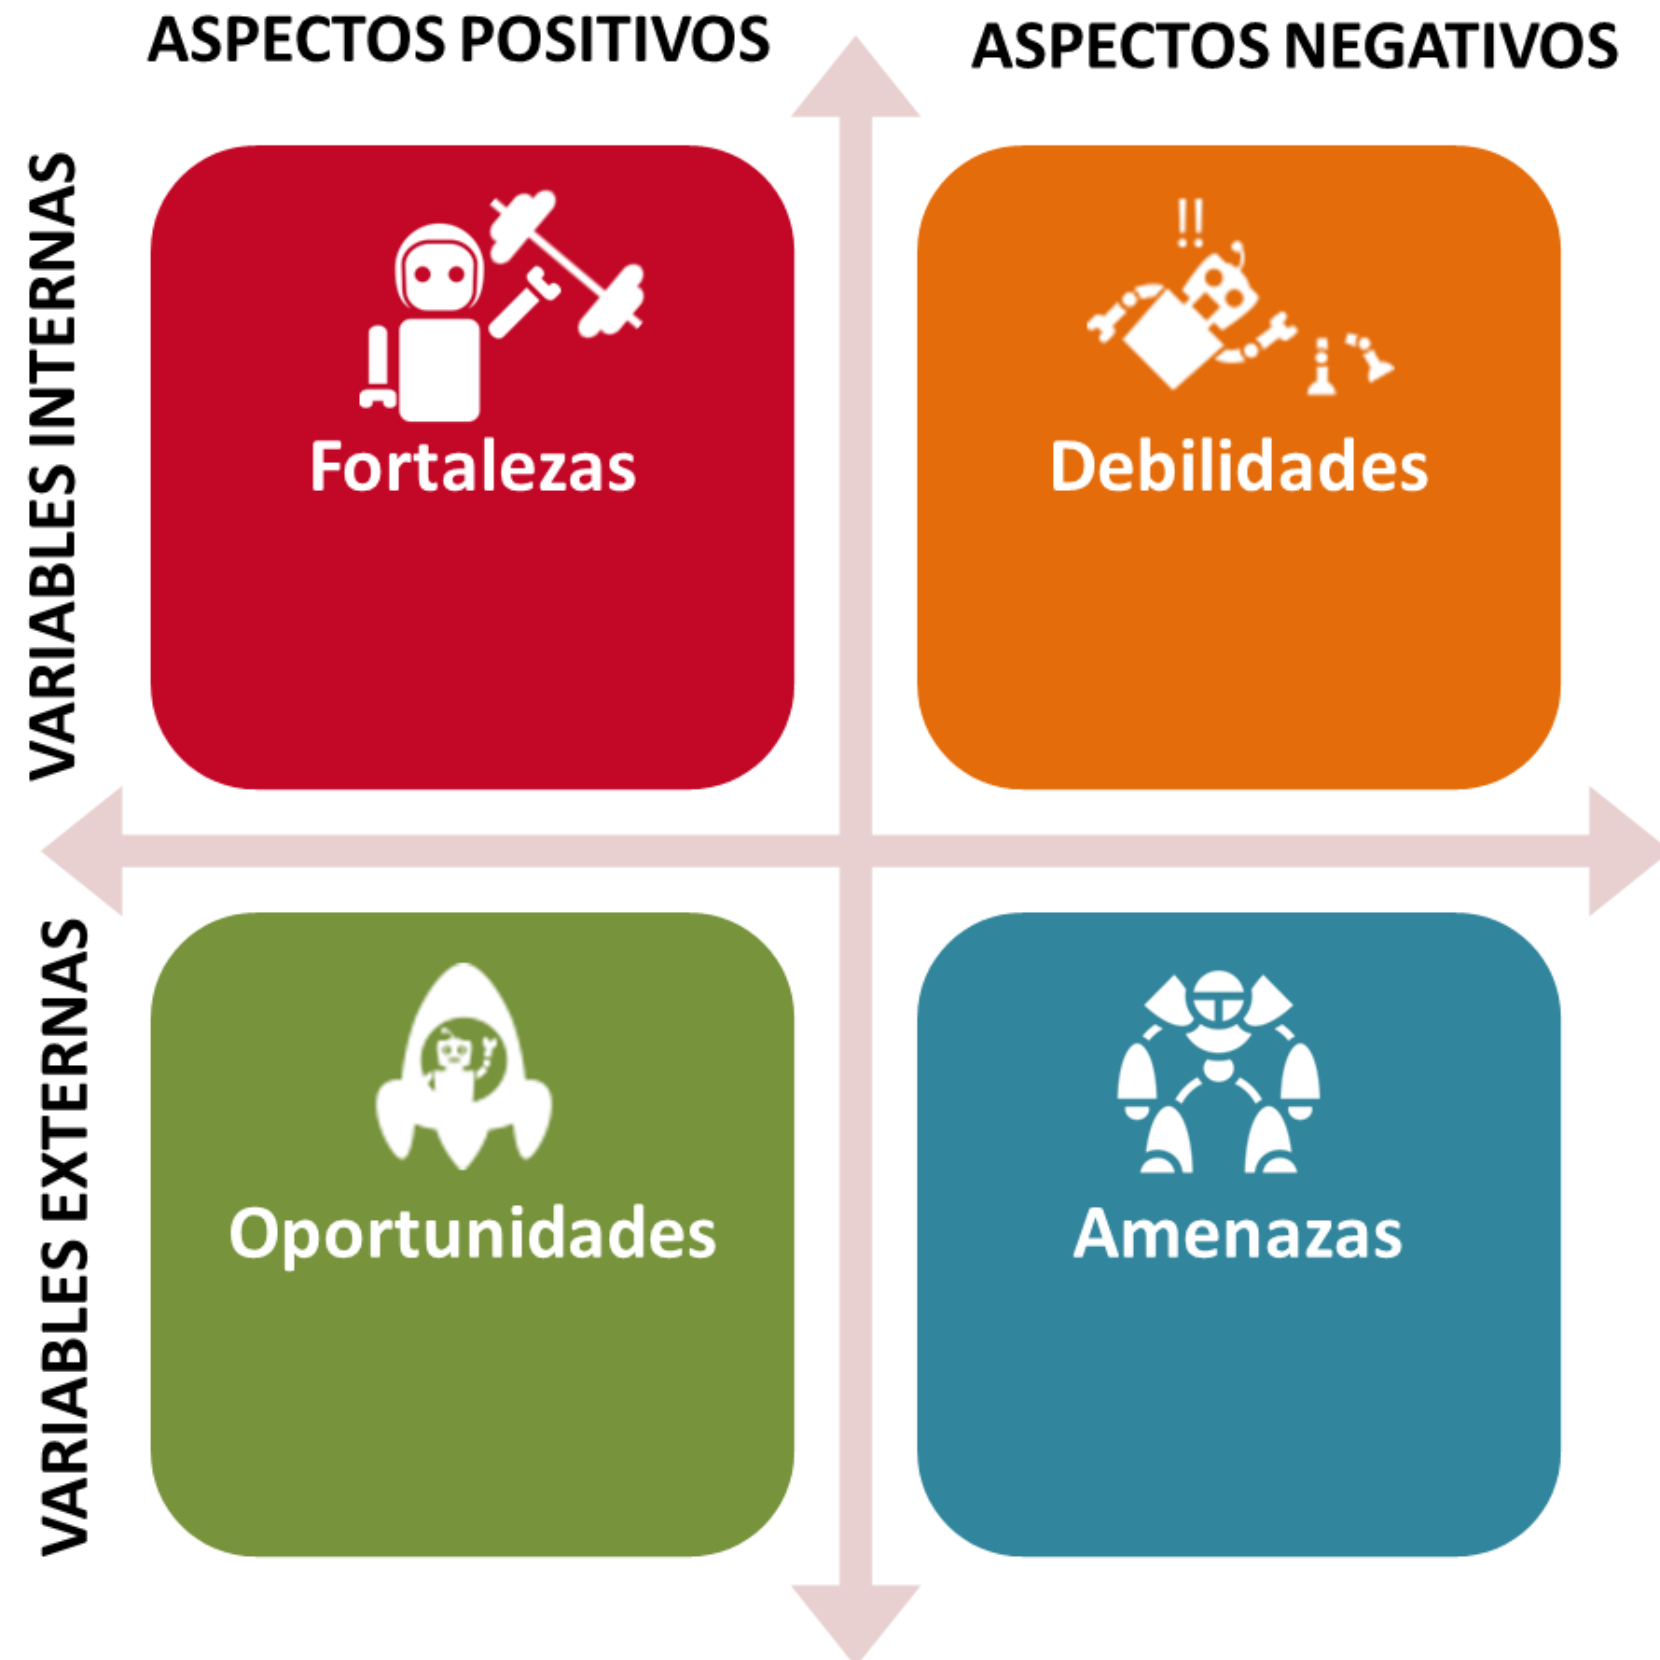 ASPECTOS POSITIVOS
ASPECTOS NEGATIVOS
VARIABLES INTERNAS
!!
Fortalezas
Debilidades
VARIABLES EXTERNAS
Oportunidades
Amenazas